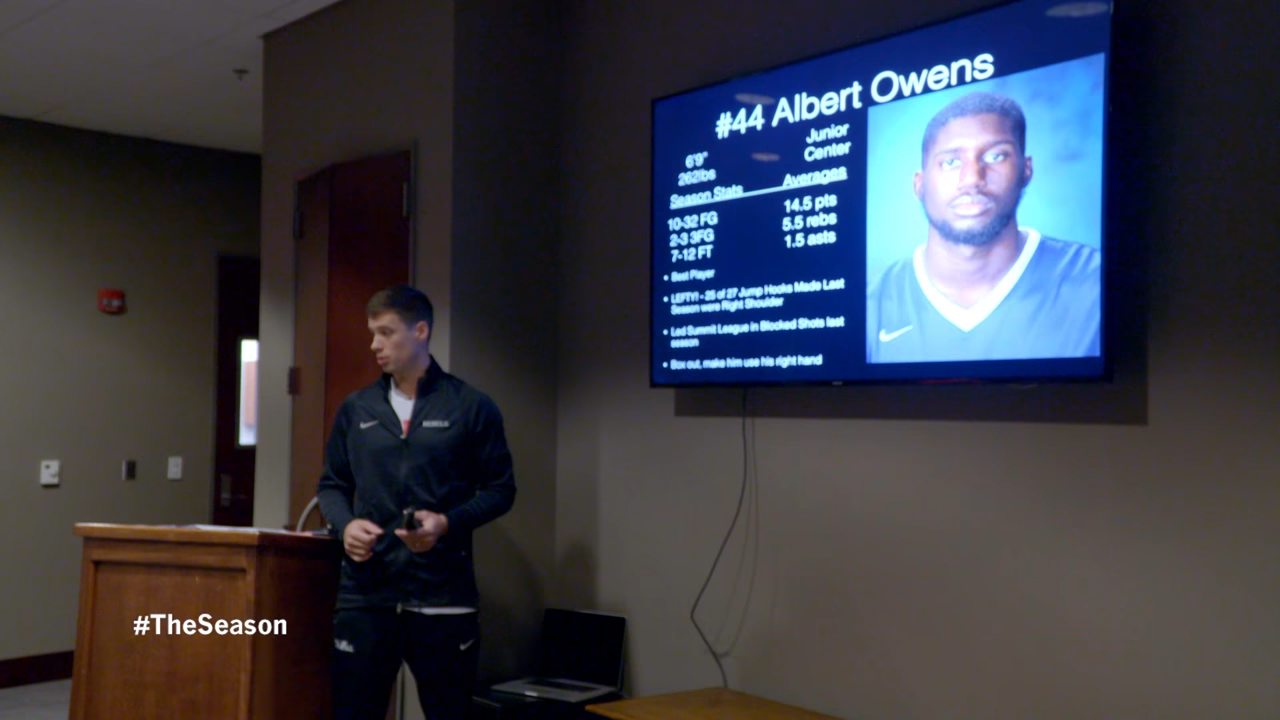 #44 Albert Owens
6'9"
262lbs
Junior
Center
Season Stats
Averages
10-32 FG
2-3 3FG
7-12 FT
14.5 pts
5.5 rebs
1.5 asts
• Best Player
• LEFTY! - 25 of 27 Jump Hooks Made Last
Season were Right Shoulder
• Led Summit League in Blocked Shots last
season
• Box out, make him use his right hand
REBELS
#TheSeason